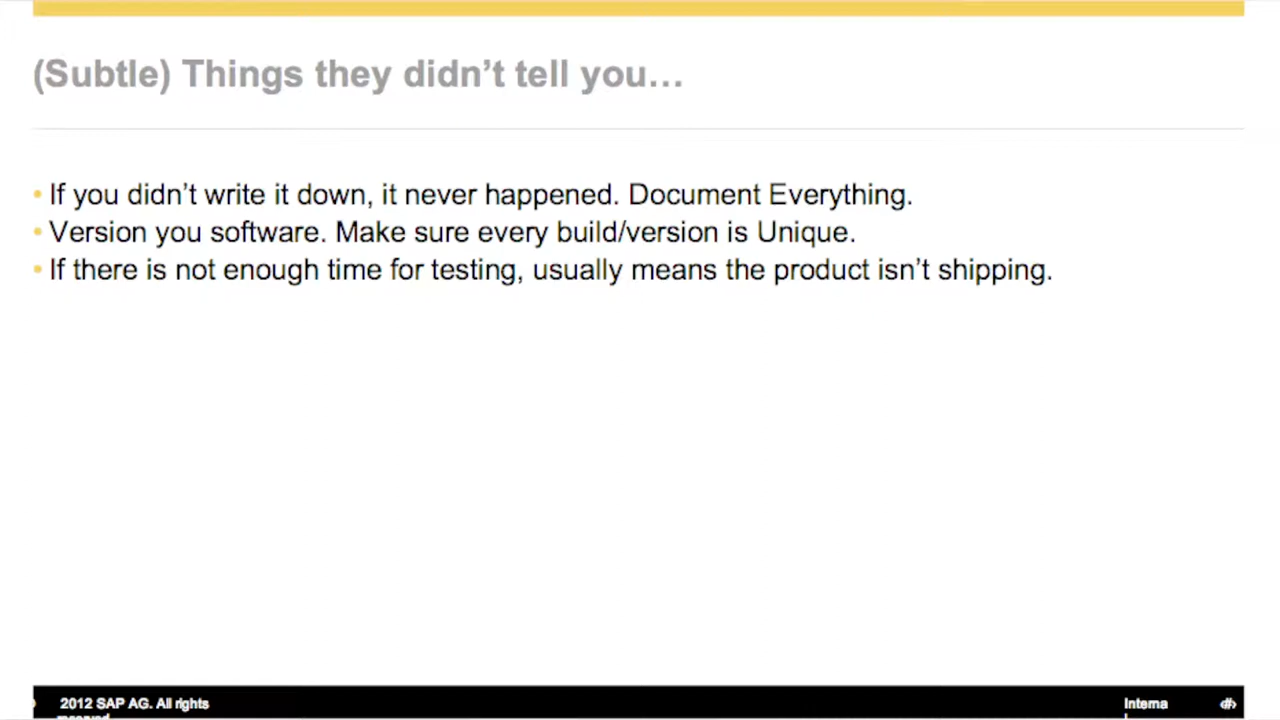 (Subtle) Things they didn’t tell you…
• If you didn’t write it down, it never happened. Document Everything.
• Version you software. Make sure every build/version is Unique.
• If there is not enough time for testing, usually means the product isn’t shipping.
2012 SAP AG. All rights
Interna